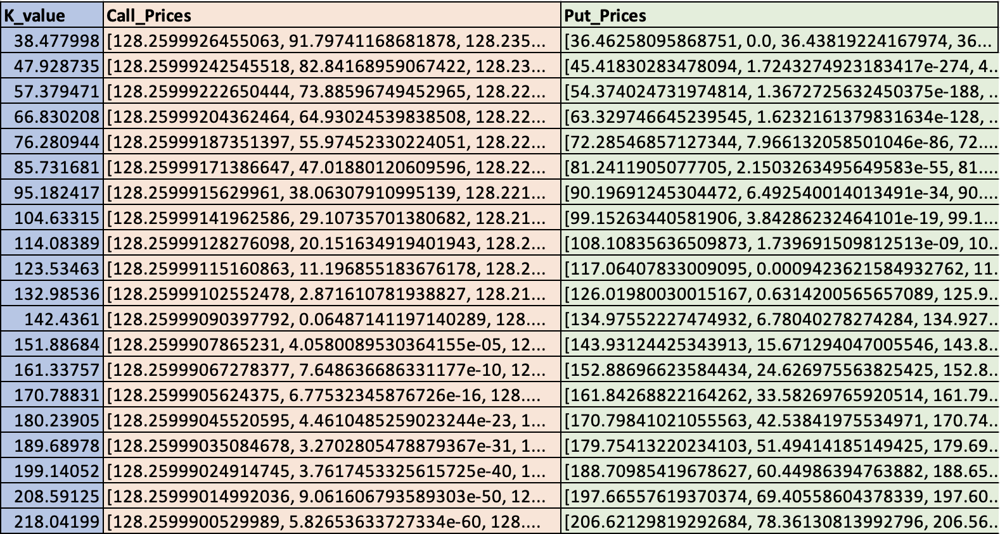 K_value Call_Prices Put_Prices
38.477998 [128.2599926455063, 91.79741168681878, 128.235... [36.46258095868751, 0.0, 36.43819224167974, 36...
47.928735 [128.25999242545518, 82.84168959067422, 128.23... [45.41830283478094, 1.7243274923183417e-274, 4..
57.379471 [128.25999222650444, 73.88596749452965, 128.22... [54.374024731974814, 1.3672725632450375e-188, ..
66.830208 [128.25999204362464, 64.93024539838508, 128.22... [63.329746645239545, 1.6232161379831634e-128, ..
76.280944 [128.25999187351397, 55.97452330224051, 128.22... [72.28546857127344, 7.966132058501046e-86, 72....
85.731681 [128.25999171386647, 47.01880120609596, 128.22... [81.2411905077705, 2.1503263495649583e-55, 81....
95.182417 [128.2599915629961, 38.06307910995139, 128.221... [90.19691245304472, 6.492540014013491e-34, 90....
104.63315 [128.25999141962586, 29.10735701380682, 128.21... [99.15263440581906, 3.84286232464101e-19, 99.1...
114.08389 [128.25999128276098, 20.151634919401943, 128.2... [108.10835636509873, 1.739691509812513e-09, 10...
123.53463 [128.25999115160863, 11.196855183676178, 128.2... [117.06407833009095, 0.0009423621584932762, 11.
132.98536 [128.25999102552478, 2.871610781938827, 128.21... [126.01980030015167, 0.6314200565657089, 125.9..
142.4361 [128.25999090397792, 0.06487141197140289, 128.... [134.97552227474932, 6.78040278274284, 134.927..
151.88684 [128.2599907865231, 4.0580089530364155e-05, 12... [143.93124425343913, 15.671294047005546, 143.8..
161.33757 [128.25999067278377, 7.648636686331177e-10, 12... [152.88696623584434, 24.626975563825425, 152.8..
170.78831 [128.2599905624375, 6.77532345876726e-16, 128.... [161.84268822164262, 33.58269765920514, 161.79..
180.23905 [128.25999045520595, 4.4610485259023244e-23, 1... [170.79841021055563, 42.53841975534971, 170.74..
189.68978 [128.25999035084678, 3.2702805478879367e-31, 1... [179.75413220234103, 51.49414185149425, 179.69..
199.14052 [128.25999024914745, 3.7617453325615725e-40, 1... [188.70985419678627, 60.44986394763882, 188.65..
208.59125 [128.25999014992036, 9.061606793589303e-50, 12... [197.66557619370374, 69.40558604378339, 197.60..
218.04199 [128.2599900529989, 5.82653633727334e-60, 128.... [206.62129819292684, 78.36130813992796, 206.56..